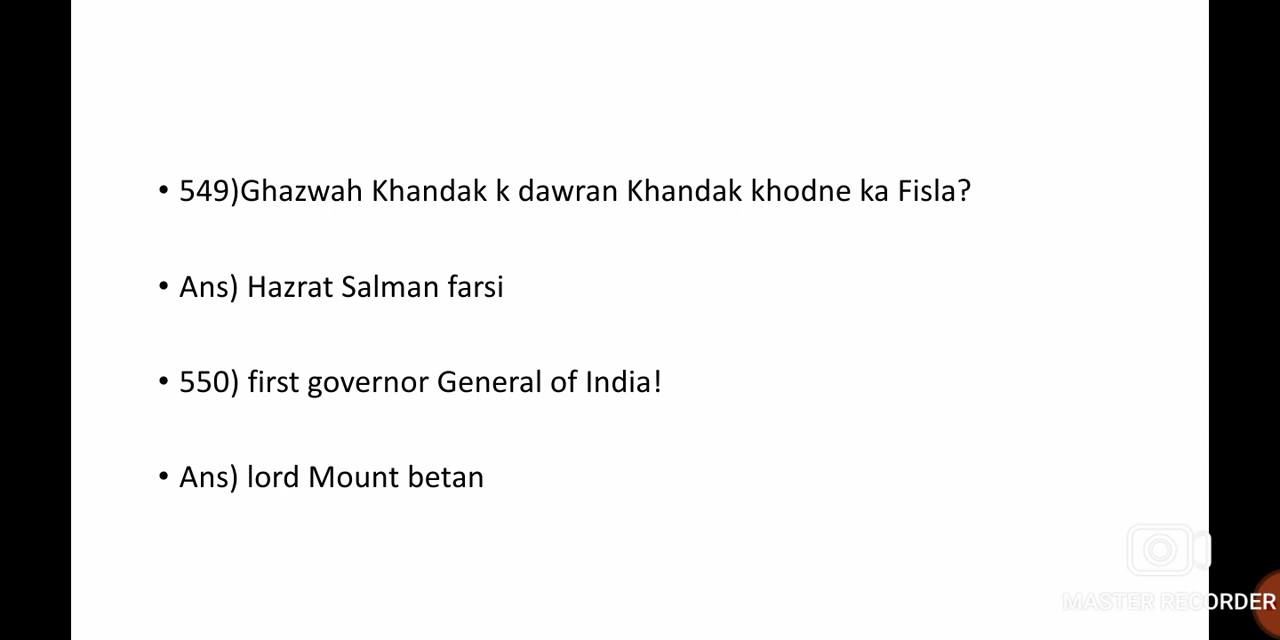 • 549)Ghazwah Khandak k dawran Khandak khodne ka Fisla?
• Ans) Hazrat Salman farsi
• 550) first governor General of India!
• Ans) lord Mount betan
MASTER RECORDER